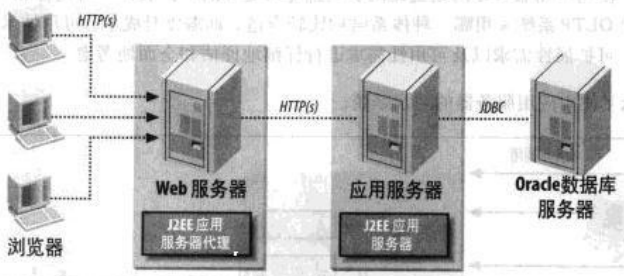 HTTP(s)
HTTP(s)
JDBC
Web 服务器
应用服务器
Oracle数据库
服务器
J2EE 应用
服务器代理
J2EE 应用
服务器
浏览器